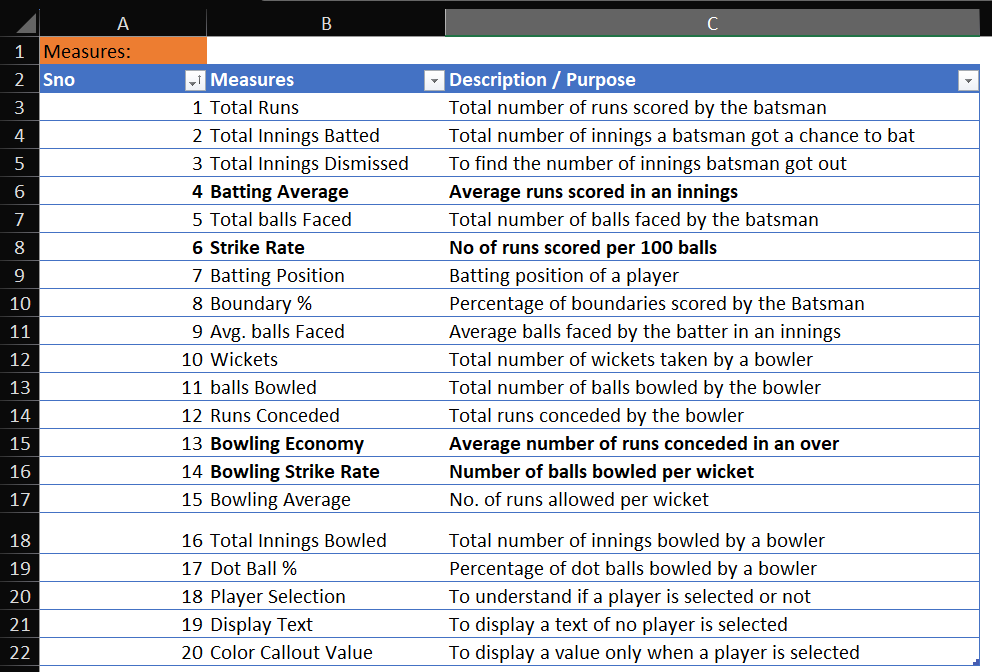 A B C
1 Measures:
2 Sno Measures Description / Purpose
3 1 Total Runs Total number of runs scored by the batsman
4 2 Total Innings Batted Total number of innings a batsman got a chance to bat
5 3 Total Innings Dismissed To find the number of innings batsman got out
6 4 Batting Average Average runs scored in an innings
7 5 Total balls Faced Total number of balls faced by the batsman
8 6 Strike Rate No of runs scored per 100 balls
9 7 Batting Position Batting position of a player
10 8 Boundary % Percentage of boundaries scored by the Batsman
11 9 Avg. balls Faced Average balls faced by the batter in an innings
12 10 Wickets Total number of wickets taken by a bowler
13 11 balls Bowled Total number of balls bowled by the bowler
14 12 Runs Conceded Total runs conceded by the bowler
15 13 Bowling Economy Average number of runs conceded in an over
16 14 Bowling Strike Rate Number of balls bowled per wicket
17 15 Bowling Average No. of runs allowed per wicket
18 16 Total Innings Bowled Total number of innings bowled by a bowler
19 17 Dot Ball % Percentage of dot balls bowled by a bowler
20 18 Player Selection To understand if a player is selected or not
21 19 Display Text To display a text of no player is selected
22 20 Color Callout Value To display a value only when a player is selected